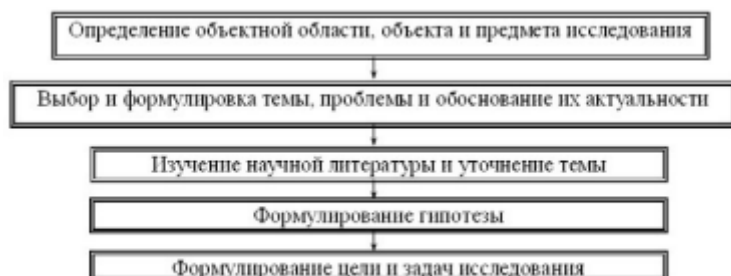 Определение объектной области, объекта и предмета исследования
Выбор и формулировка темы, проблемы и обоснование их актуальности
Изучение научной литературы и уточнение темы
Формулирование гипотезы
Формулирование цели и задач исследования